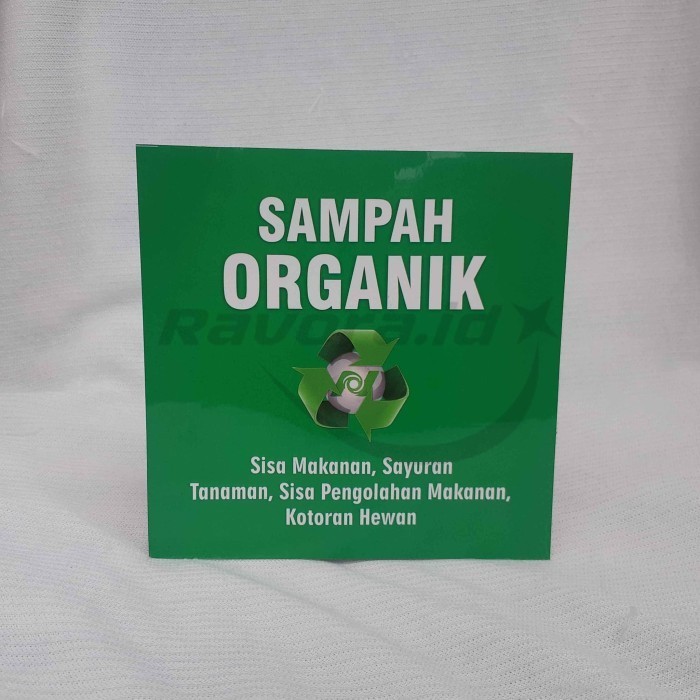 SAMPAH
ORGANIK
Ravora.id
Sisa Makanan, Sayuran
Tanaman, Sisa Pengolahan Makanan,
Kotoran Hewan